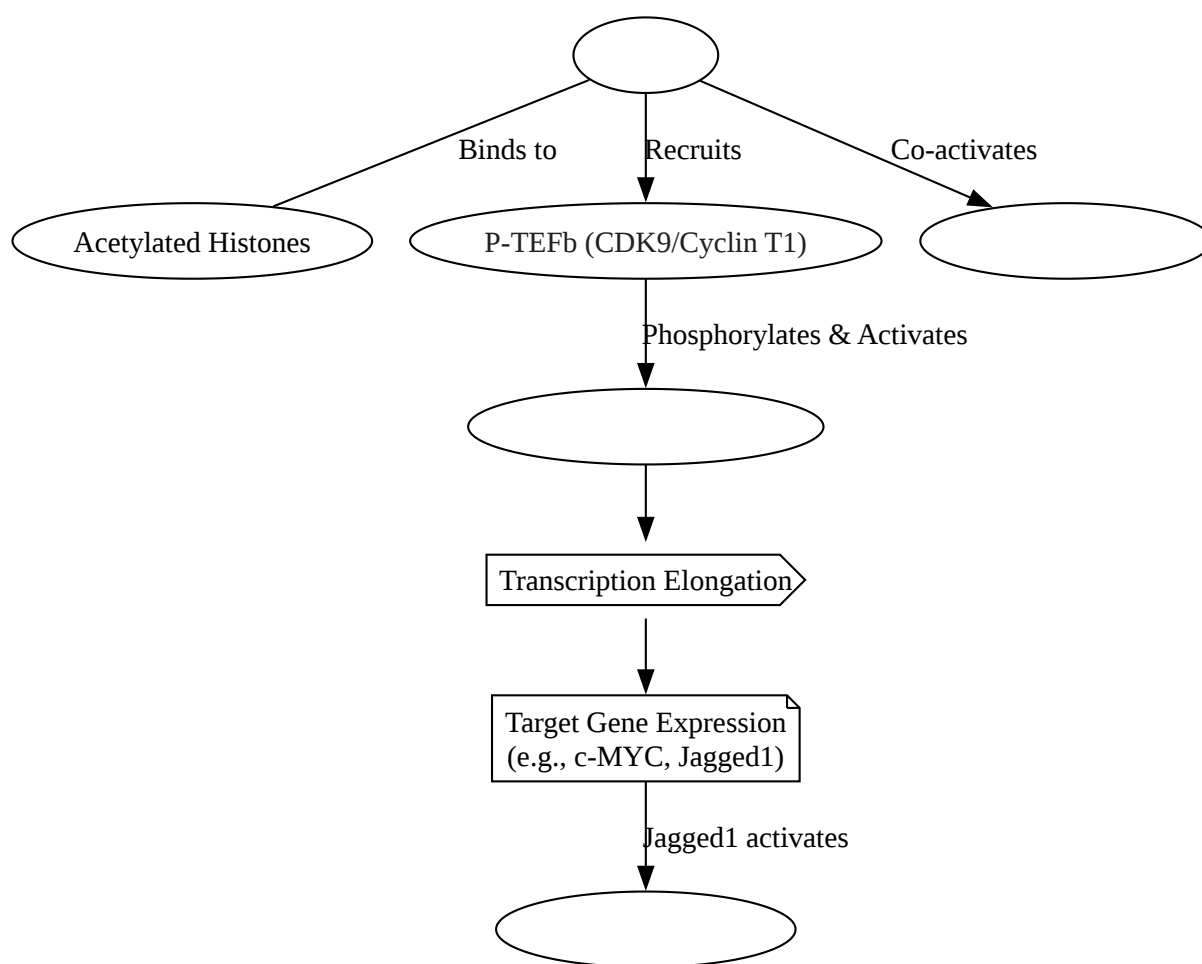 Binds to
Recruits
Co-activates
Acetylated Histones
P-TEFb (CDK9/Cyclin T1)
Phosphorylates & Activates
Transcription Elongation
Target Gene Expression
(e.g., c-MYC, Jagged1)
Jagged1 activates